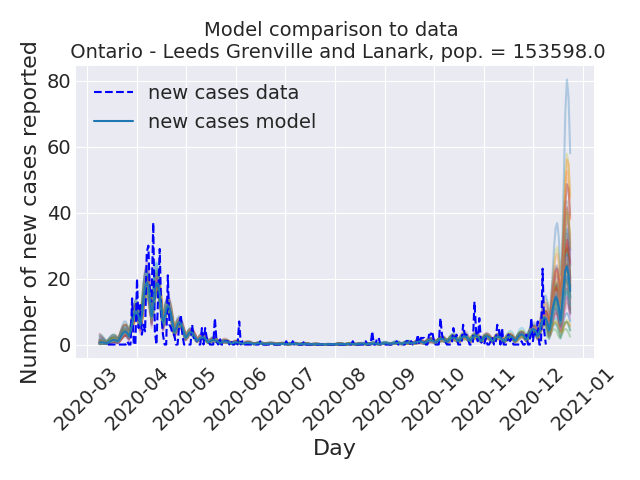 Model comparison to data
Ontario - Leeds Grenville and Lanark, pop. = 153598.0
Number of new cases reported
80
60
40
20
0
new cases data
new cases model
2020-03
2020-04
2020-05
2020-06
2020-07
2020-08
2020-09
2020-10
2020-11
2020-12
2021-01
Day